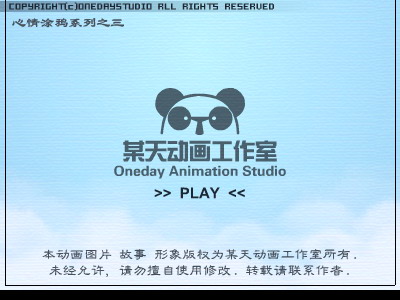 COPYRIGHT(c)ONEDAYSTUDIO ALL RIGHTS RESERVED
心情涂鸦系列之三
某天动画工作室
Oneday Animation Studio
>> PLAY <<
本动画图片 故事 形象版权为某天动画工作室所有.
未经允许,请勿擅自使用修改.转载请联系作者.